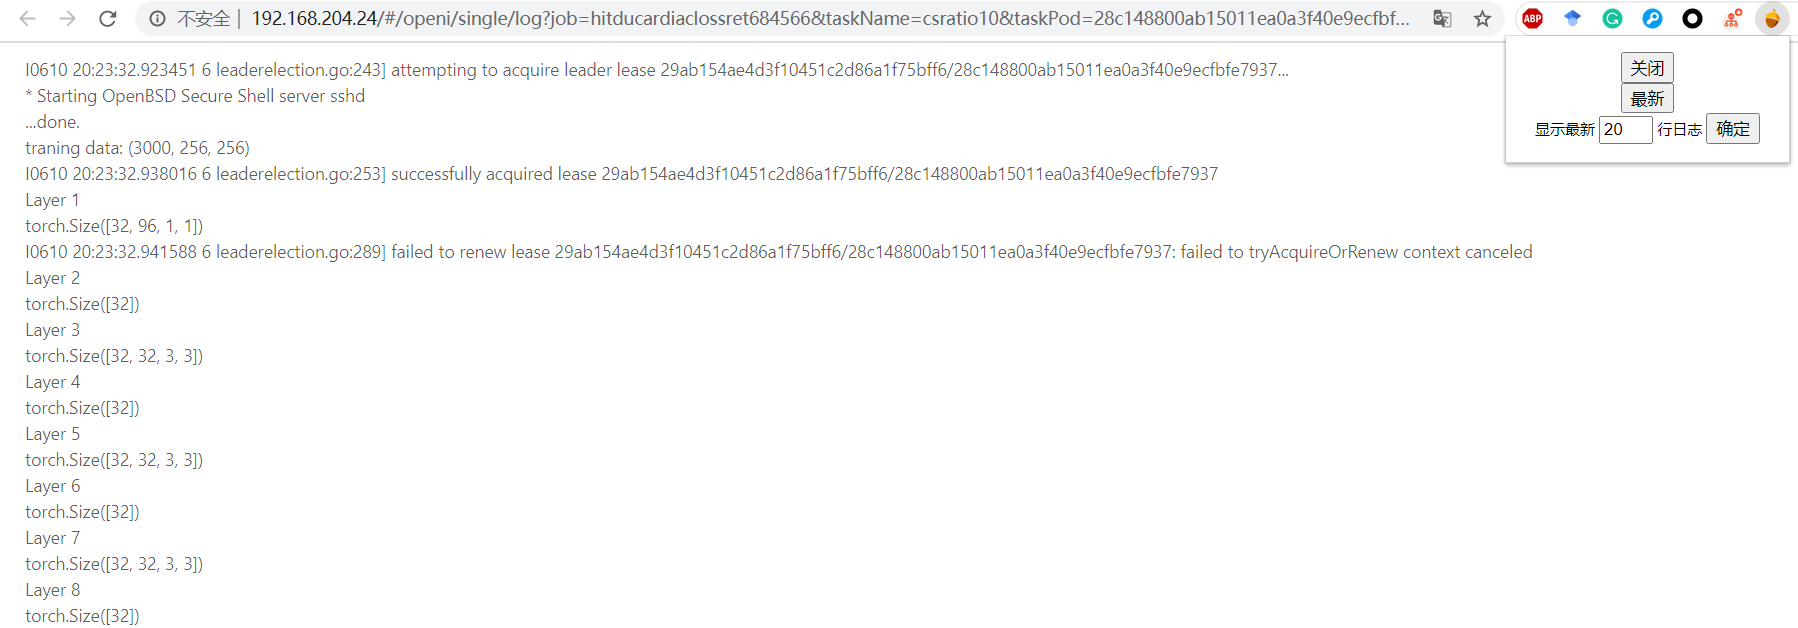 不安全 | 192.168.204.24/#/openi/single/log?job=hitducardiaclossret684566&taskName=csratio10&taskPod=28c148800ab15011ea0a3f40e9ecfbf...
ABP
关闭
最新
显示最新 20 行日志 确定
I0610 20:23:32.923451 6 leaderelection.go:243] attempting to acquire leader lease 29ab154ae4d3f10451c2d86a1f75bff6/28c148800ab15011ea0a3f40e9ecfbfe7937...
* Starting OpenBSD Secure Shell server sshd
...done.
traning data: (3000, 256, 256)
I0610 20:23:32.938016 6 leaderelection.go:253] successfully acquired lease 29ab154ae4d3f10451c2d86a1f75bff6/28c148800ab15011ea0a3f40e9ecfbfe7937
Layer 1
torch.Size([32, 96, 1, 1])
I0610 20:23:32.941588 6 leaderelection.go:289] failed to renew lease 29ab154ae4d3f10451c2d86a1f75bff6/28c148800ab15011ea0a3f40e9ecfbfe7937: failed to tryAcquireOrRenew context canceled
Layer 2
torch.Size([32])
Layer 3
torch.Size([32, 32, 3, 3])
Layer 4
torch.Size([32])
Layer 5
torch.Size([32, 32, 3, 3])
Layer 6
torch.Size([32])
Layer 7
torch.Size([32, 32, 3, 3])
Layer 8
torch.Size([32])